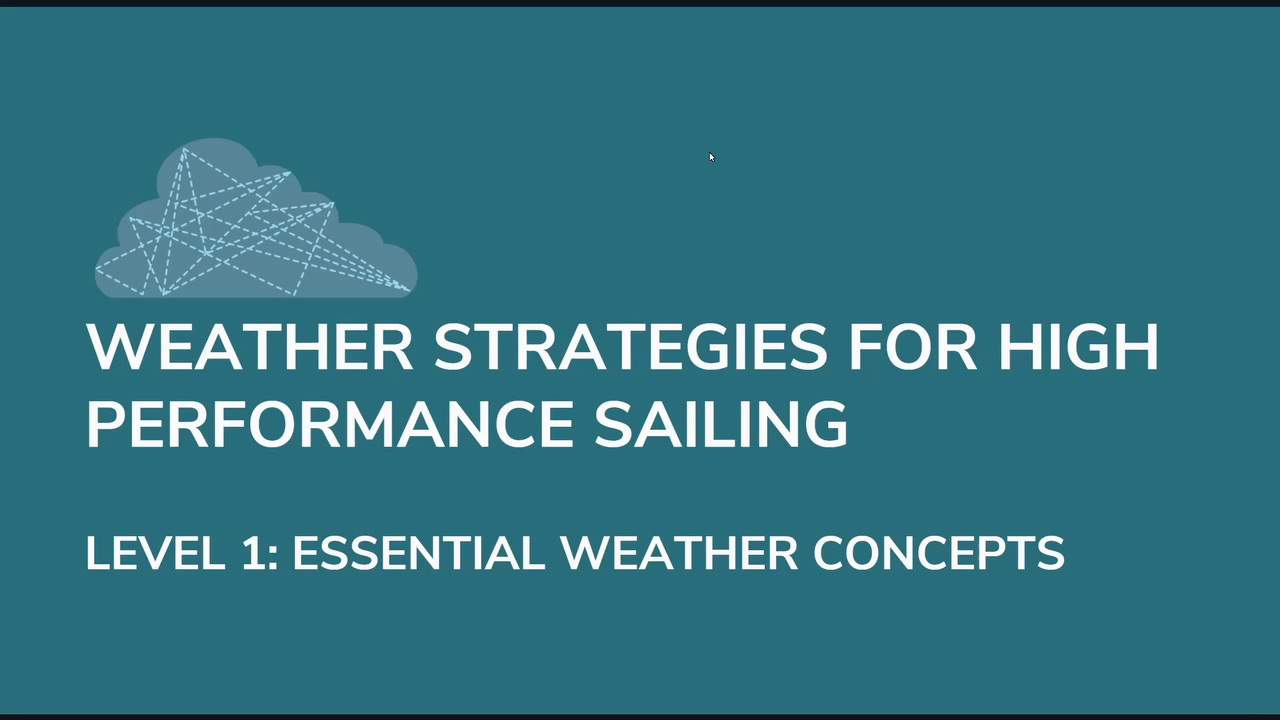 WEATHER STRATEGIES FOR HIGH
PERFORMANCE SAILING
LEVEL 1: ESSENTIAL WEATHER CONCEPTS